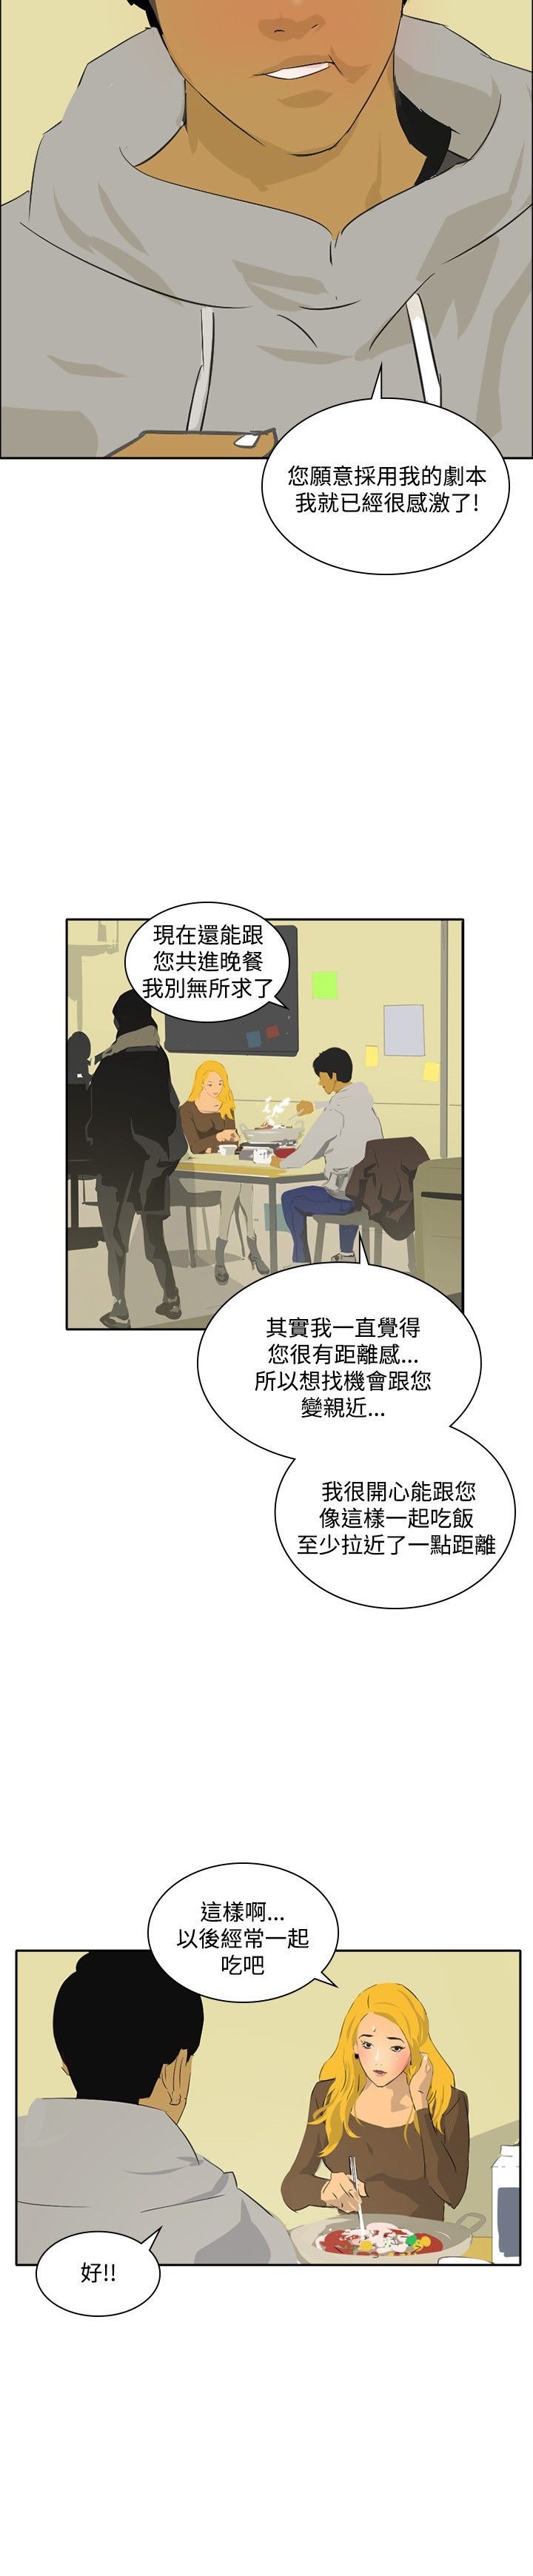 您願意採用我的劇本
我就已經很感激了!
現在還能跟
您共進晚餐
我別無所求了
其實我一直覺得
您很有距離感...
所以想找機會跟您
變親近...
我很開心能跟您
像這樣一起吃飯
至少拉近了一點距離
這樣啊...
以後經常一起
吃吧
好!!